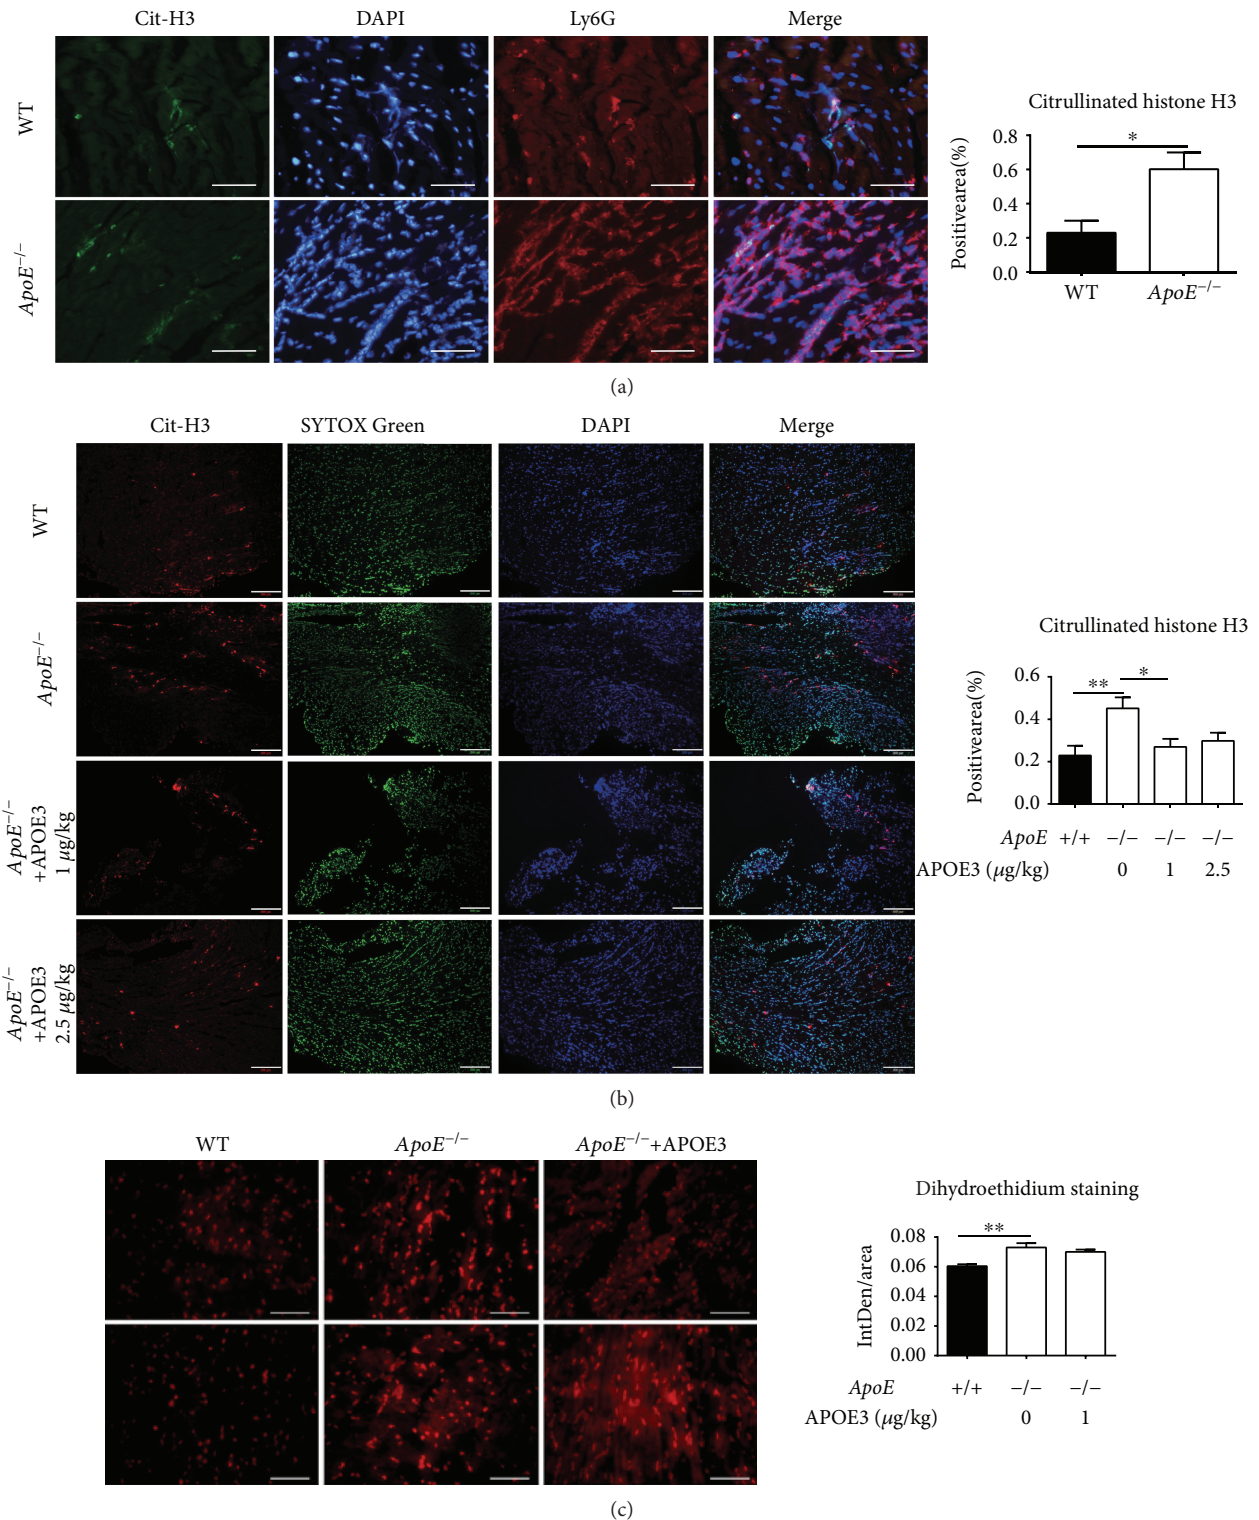 Cit-H3 DAPI Ly6G Merge
WT
ApoE−/−
Citrullinated histone H3
Positivearea(%)
0.8
0.6
0.4
0.2
0.0
*
WT ApoE−/−
(a)
Cit-H3 SYTOX Green DAPI Merge
WT
ApoE−/−
ApoE−/−
+APOE3
1 μg/kg
ApoE−/−
+APOE3
2.5 μg/kg
Citrullinated histone H3
Positivearea(%)
0.6
0.4
0.2
0.0
** *
ApoE +/+ −/− −/− −/−
APOE3 (μg/kg) 0 1 2.5
(b)
WT ApoE−/− ApoE−/−+APOE3
Dihydroethidium staining
IntDen/area
0.08
0.06
0.04
0.02
0.00
**
ApoE +/+ −/− −/−
APOE3 (μg/kg) 0 1
(c)